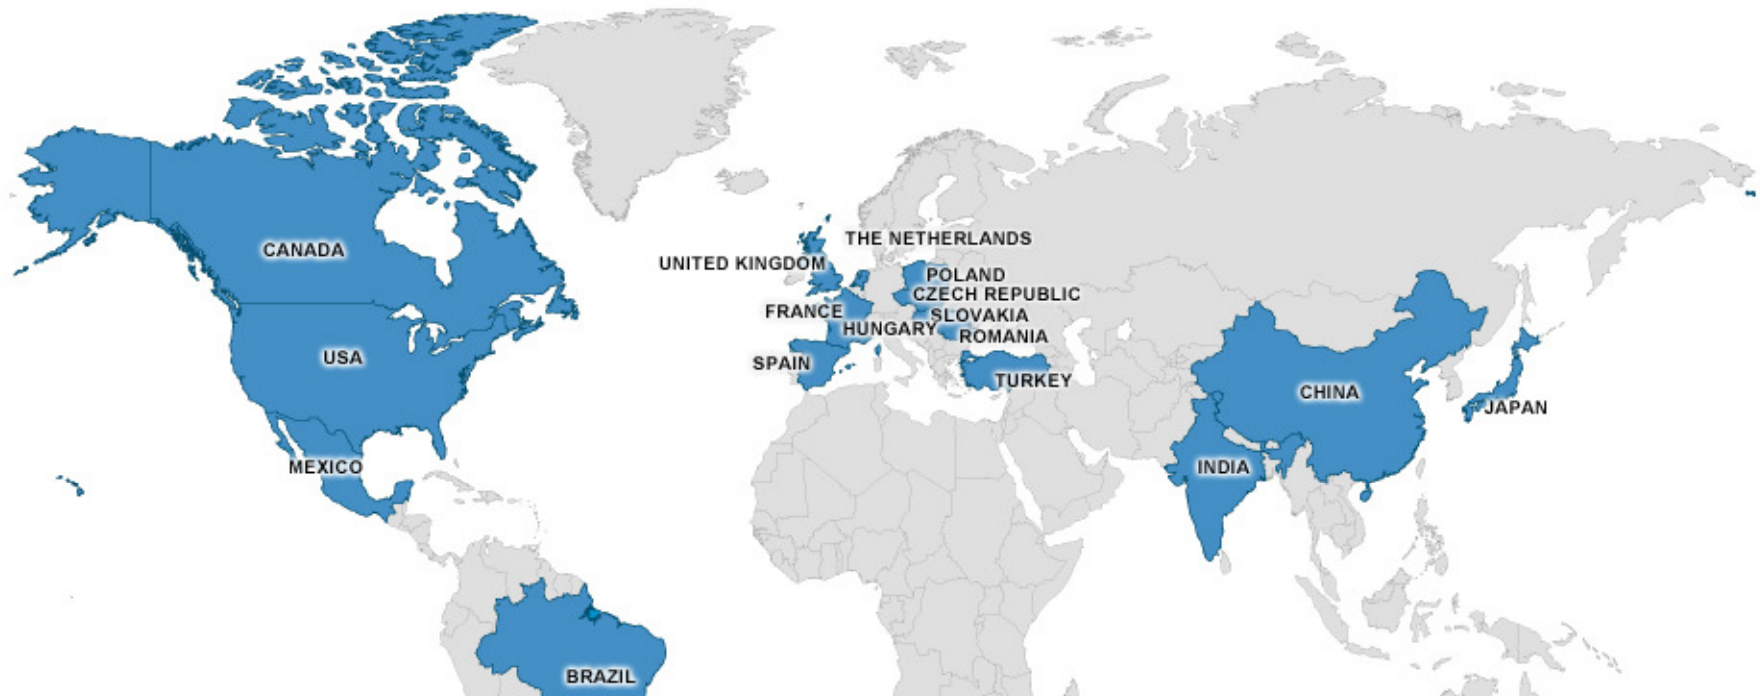 CANADA
THE NETHERLANDS
UNITED KINGDOM
POLAND
CZECH REPUBLIC
FRANCE
SLOVAKIA
HUNGARY
ROMANIA
USA
SPAIN
TURKEY
CHINA
JAPAN
MEXICO
INDIA
BRAZIL